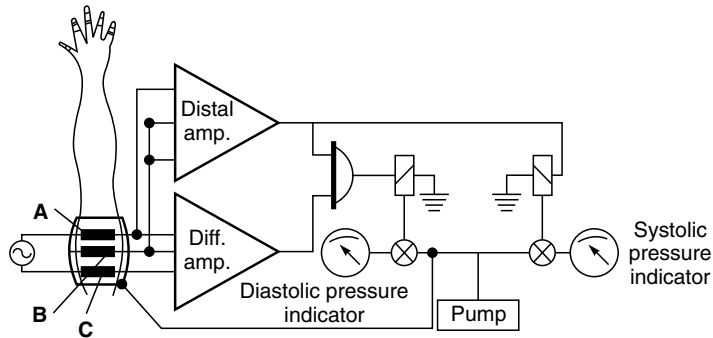 Distal
amp.
A
Diff.
amp.
B
C
Diastolic pressure
indicator
Pump
Systolic
pressure
indicator